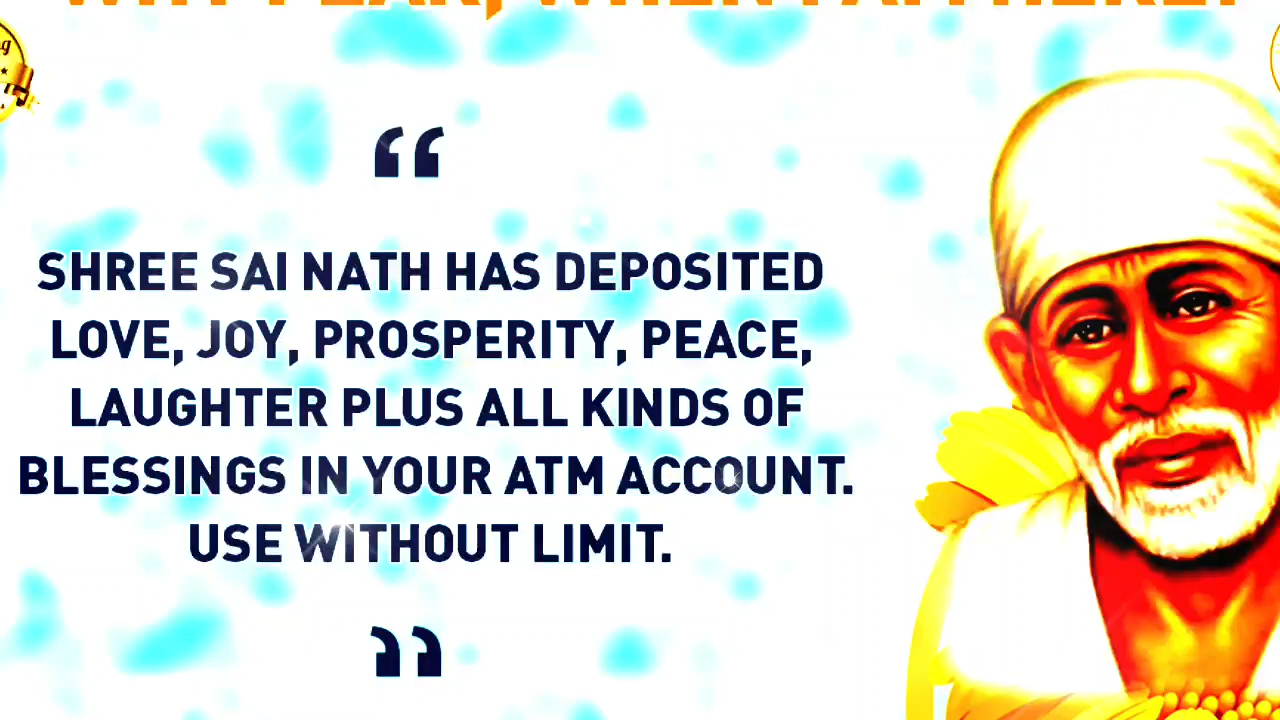 “
SHREE SAI NATH HAS DEPOSITED
LOVE, JOY, PROSPERITY, PEACE,
LAUGHTER PLUS ALL KINDS OF
BLESSINGS IN YOUR ATM ACCOUNT.
USE WITHOUT LIMIT.
”